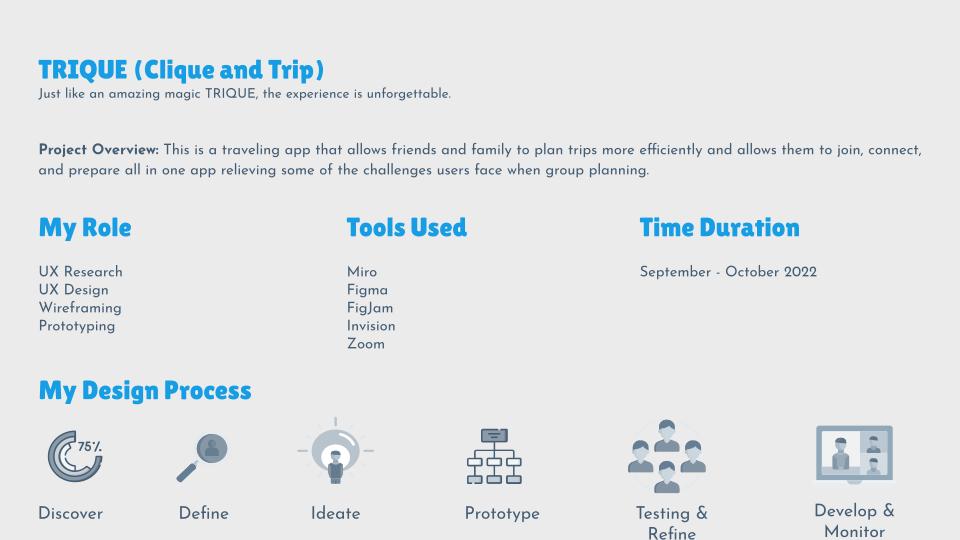 TRIQUE (Clique and Trip)
Just like an amazing magic TRIQUE, the experience is unforgettable.
Project Overview: This is a traveling app that allows friends and family to plan trips more efficiently and allows them to join, connect,
and prepare all in one app relieving some of the challenges users face when group planning.
My Role
UX Research
UX Design
Wireframing
Prototyping
Tools Used
Miro
Figma
FigJam
Invision
Zoom
Time Duration
September - October 2022
My Design Process
75%
Discover
Define
Ideate
Prototype
Testing &
Refine
Develop &
Monitor